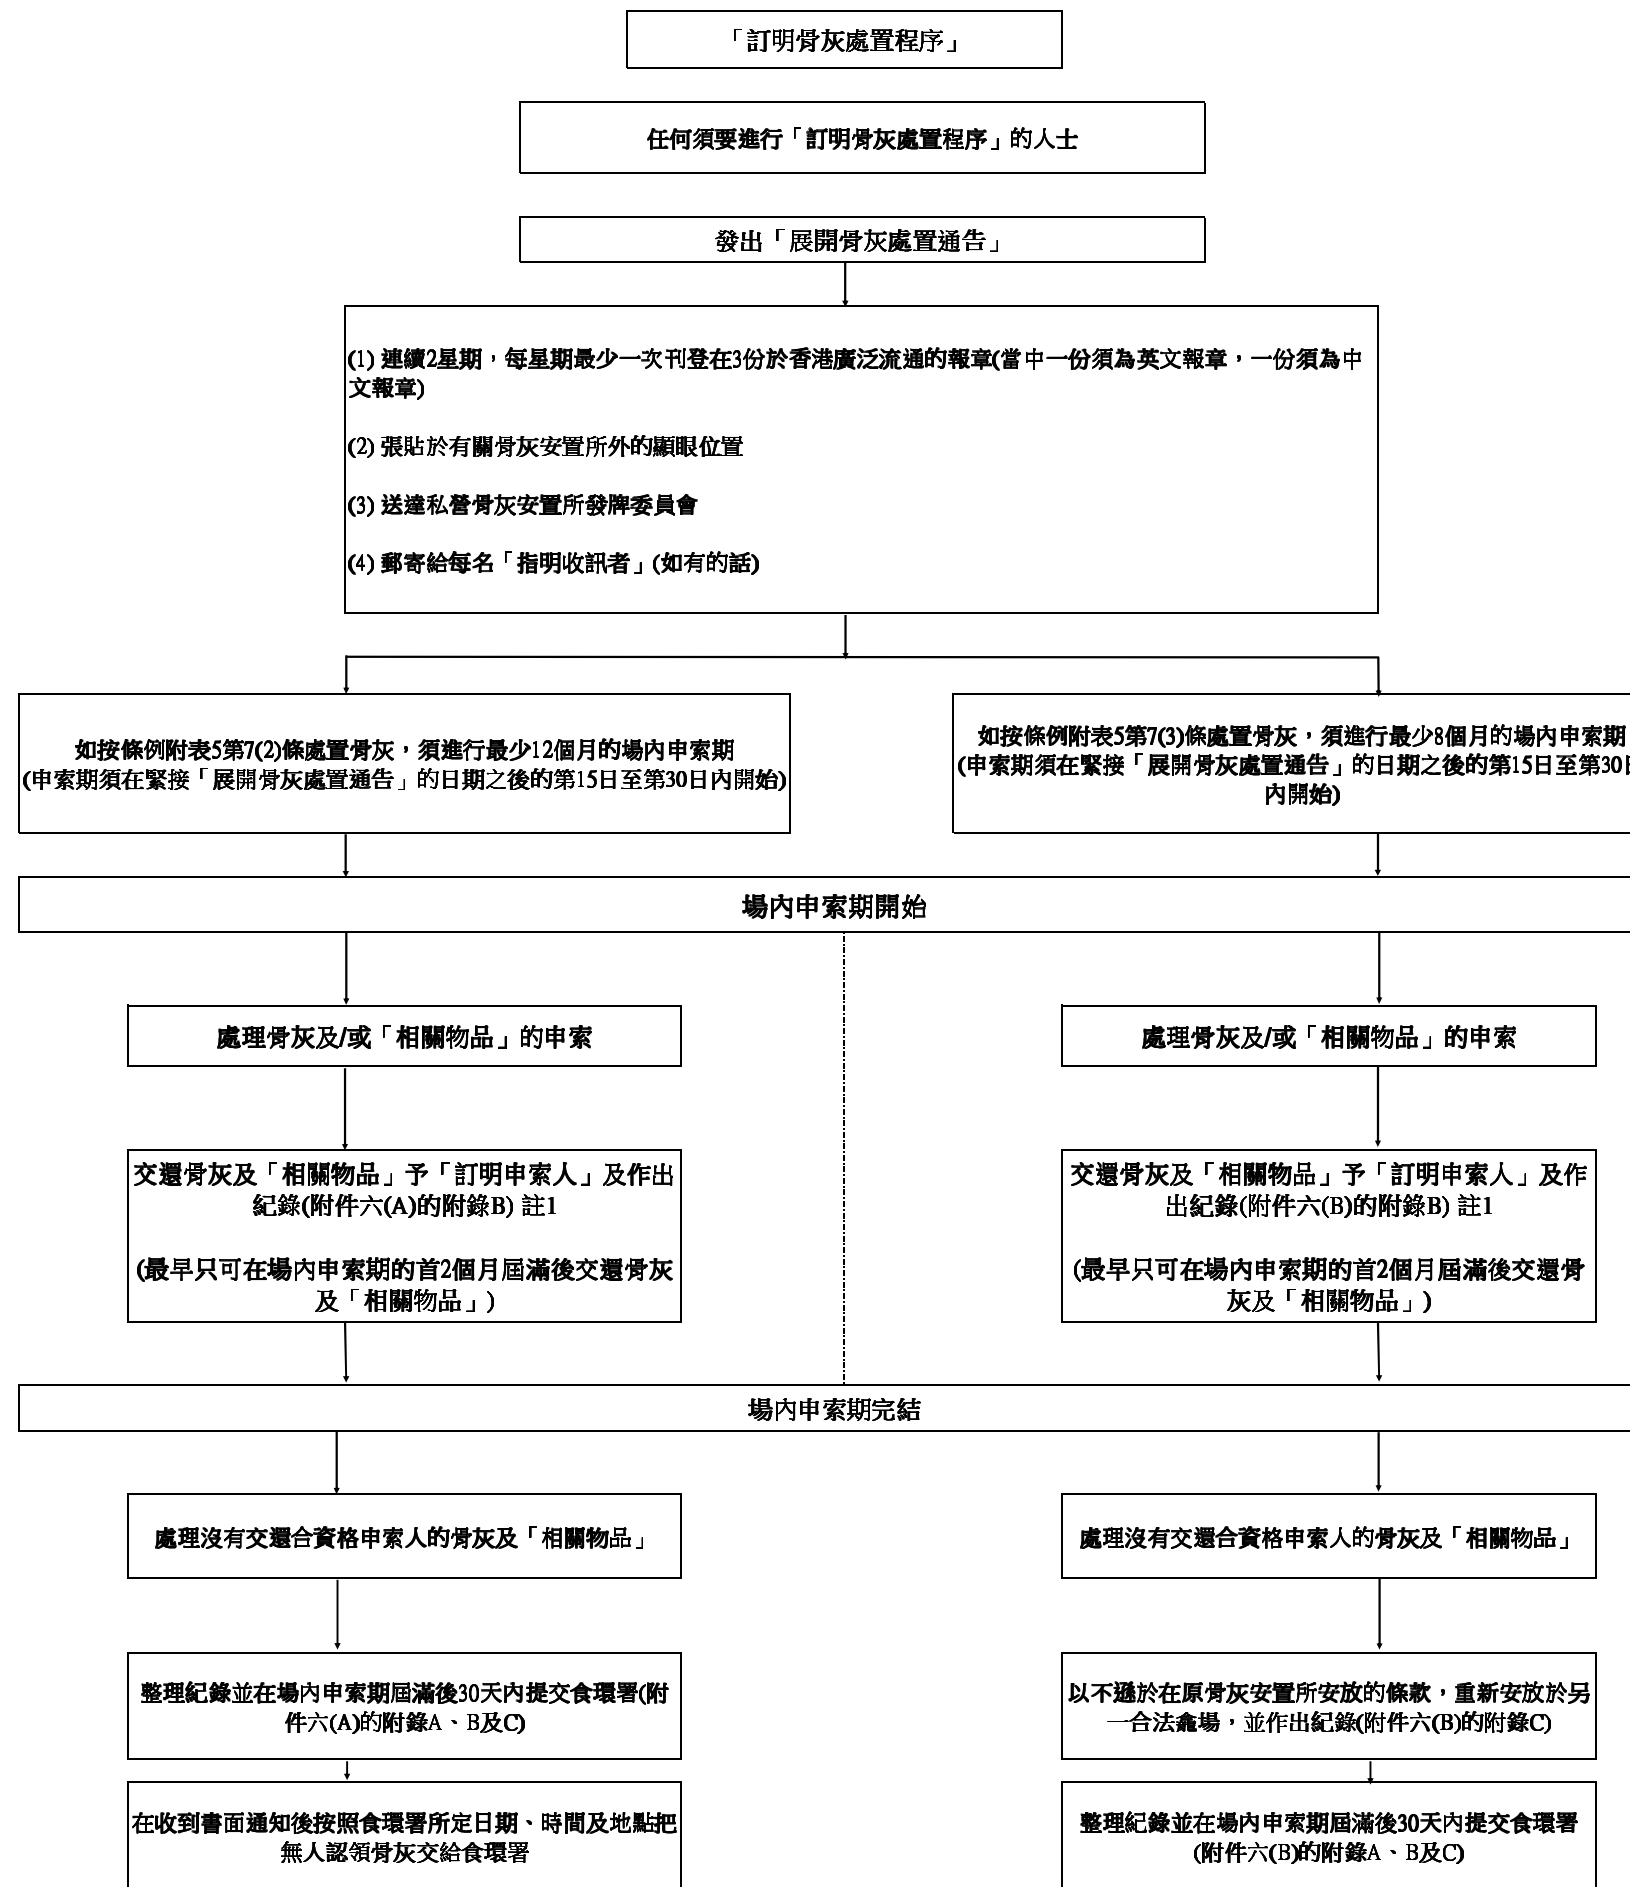 「訂明骨灰處置程序」
任何須要進行「訂明骨灰處置程序」的人士
發出「展開骨灰處置通告」
(1) 連續2星期，每星期最少一次刊登在3份於香港廣泛流通的報章(當中一份須為英文報章，一份須為中
文報章)
(2) 張貼於有關骨灰安置所外的顯眼位置
(3) 送達私營骨灰安置所發牌委員會
(4) 郵寄給每名「指明收訊者」(如有的話)
如按條例附表5第7(2)條處置骨灰，須進行最少12個月的場內申索期
(申索期須在緊接「展開骨灰處置通告」的日期之後的第15日至第30日內開始)
如按條例附表5第7(3)條處置骨灰，須進行最少8個月的場內申索期
(申索期須在緊接「展開骨灰處置通告」的日期之後的第15日至第30日
內開始)
場內申索期開始
處理骨灰及/或「相關物品」的申索
處理骨灰及/或「相關物品」的申索
交還骨灰及「相關物品」予「訂明申索人」及作出
紀錄(附件六(A)的附錄B) 註1
(最早只可在場內申索期的首2個月屆滿後交還骨灰
及「相關物品」)
交還骨灰及「相關物品」予「訂明申索人」及作
出紀錄(附件六(B)的附錄B) 註1
(最早只可在場內申索期的首2個月屆滿後交還骨
灰及「相關物品」)
場內申索期完結
處理沒有交還合資格申索人的骨灰及「相關物品」
處理沒有交還合資格申索人的骨灰及「相關物品」
整理紀錄並在場內申索期屆滿後30天內提交食環署(附
件六(A)的附錄A、B及C)
以不遜於在原骨灰安置所安放的條款，重新安放於另
一合法龕場，並作出紀錄(附件六(B)的附錄C)
在收到書面通知後按照食環署所定日期、時間及地點把
無人認領骨灰交給食環署
整理紀錄並在場內申索期屆滿後30天內提交食環署
(附件六(B)的附錄A、B及C)